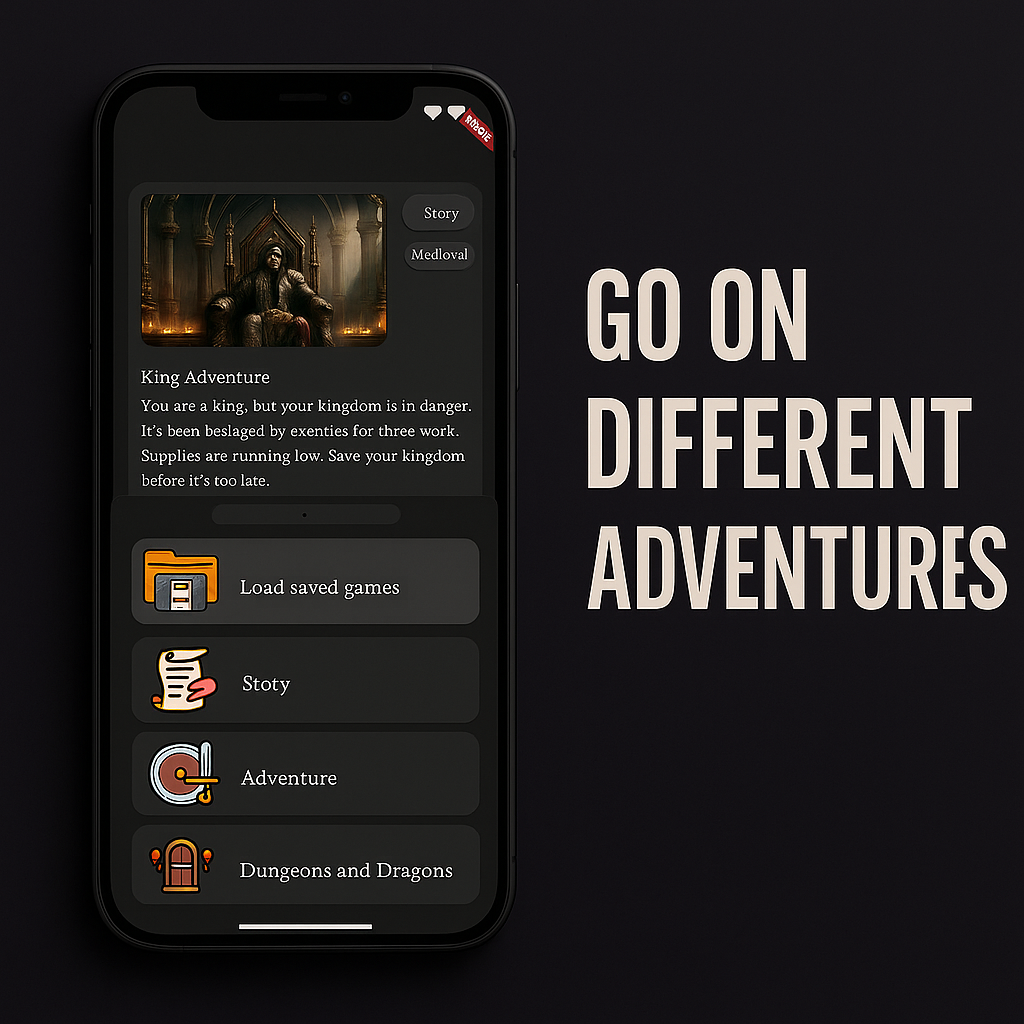 Story
Medloval
King Adventure
You are a king, but your kingdom is in danger.
It's been beslaged by exenties for three work.
Supplies are running low. Save your kingdom
before it's too late.
Load saved games
Stoty
Adventure
Dungeons and Dragons
GO ON
DIFFERENT
ADVENTURES